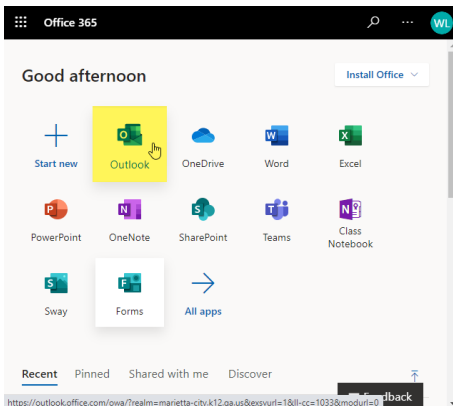 Office 365
WL
Good afternoon
Install Office
Start new
Outlook
OneDrive
Word
Excel
PowerPoint
OneNote
SharePoint
Teams
Class
Notebook
Sway
Forms
All apps
Recent Pinned Shared with me Discover
Feedback
https://outlook.office.com/owa/?realm=marietta-city.k12.ga.us&exsvurl=1&ll-cc=1033&modurl=0